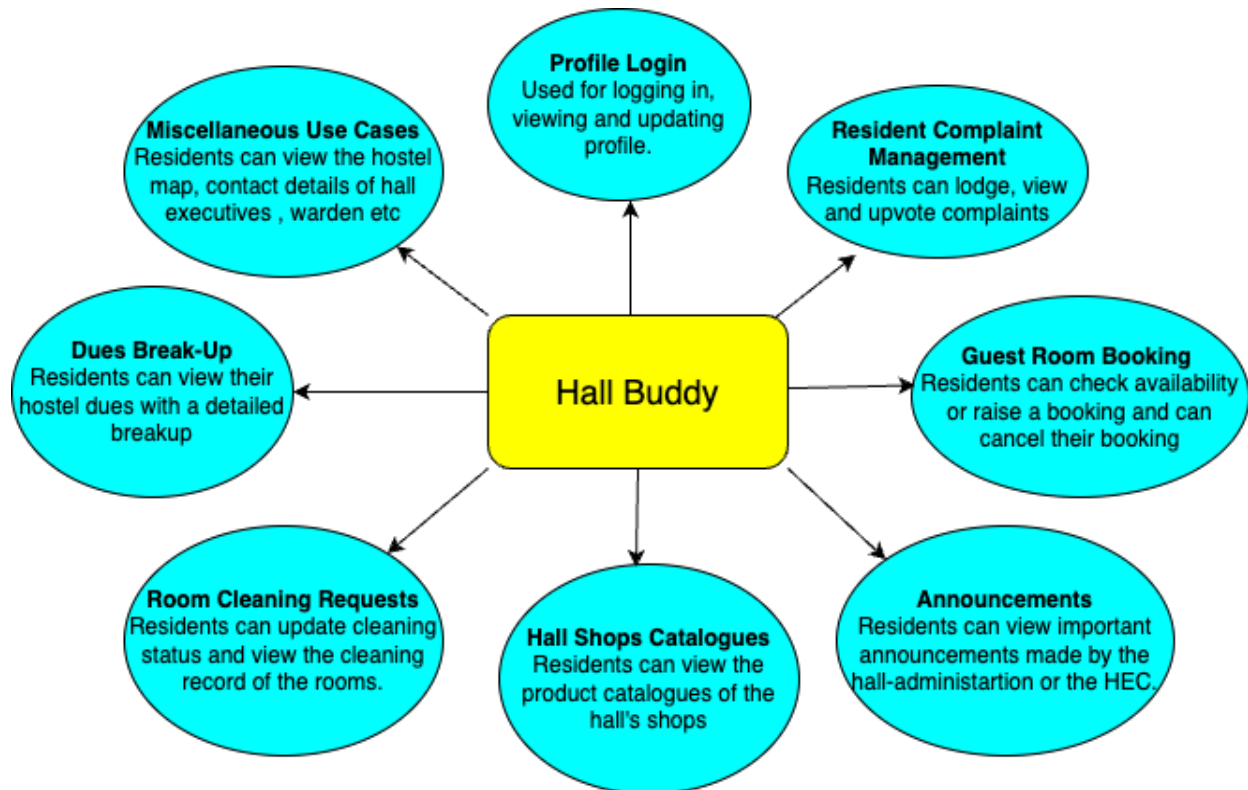 Profile Login
Used for logging in,
viewing and updating
profile.
Miscellaneous Use Cases
Residents can view the hostel
map, contact details of hall
executives , warden etc
Resident Complaint
Management
Residents can lodge, view
and upvote complaints
Dues Break-Up
Residents can view their
hostel dues with a detailed
breakup
Hall Buddy
Guest Room Booking
Residents can check availability
or raise a booking and can
cancel their booking
Room Cleaning Requests
Residents can update cleaning
status and view the cleaning
record of the rooms.
Hall Shops Catalogues
Residents can view the
product catalogues of the
hall's shops
Announcements
Residents can view important
announcements made by the
hall-administartion or the HEC.